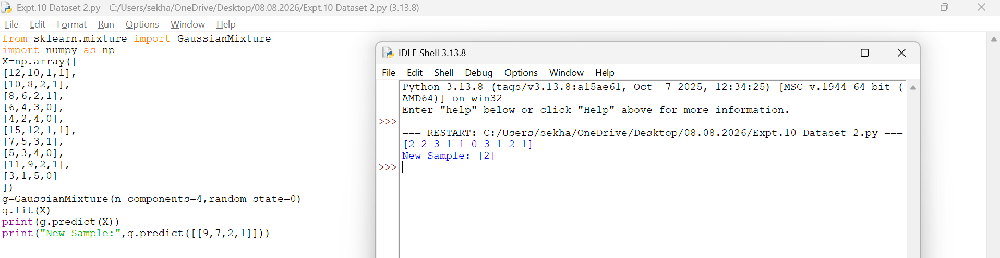 Expt.10 Dataset 2.py - C:/Users/sekha/OneDrive/Desktop/08.08.2026/Expt.10 Dataset 2.py (3.13.8)
File Edit Format Run Options Window Help
from sklearn.mixture import GaussianMixture
import numpy as np
X=np.array([
[12,10,1,1],
[10,8,2,1],
[8,6,2,1],
[6,4,3,0],
[4,2,4,0],
[15,12,1,1],
[7,5,3,1],
[5,3,4,0],
[11,9,2,1],
[3,1,5,0]
])
g=GaussianMixture(n_components=4,random_state=0)
g.fit(X)
print(g.predict(X))
print("New Sample:",g.predict([[9,7,2,1]]))
IDLE Shell 3.13.8
File Edit Shell Debug Options Window Help
Python 3.13.8 (tags/v3.13.8:a15ae61, Oct  7 2025, 12:34:25) [MSC v.1944 64 bit (
AMD64)] on win32
Enter "help" below or click "Help" above for more information.
>>>
=== RESTART: C:/Users/sekha/OneDrive/Desktop/08.08.2026/Expt.10 Dataset 2.py ===
[2 2 3 1 1 0 3 1 2 1]
New Sample: [2]
>>>